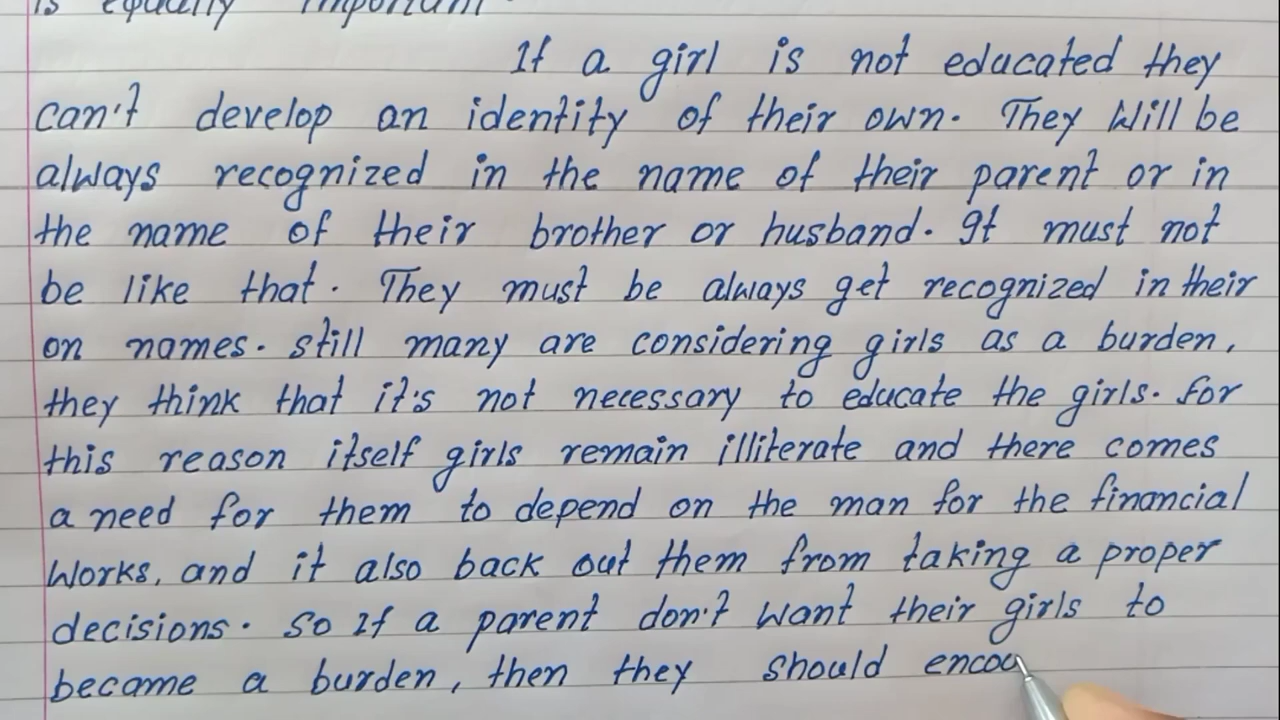 is equally important.
If a girl is not educated they
can't develop an identity of their own. They will be
always recognized in the name of their parent or in
the name of their brother or husband. It must not
be like that. They must be always get recognized in their
on names. still many are considering girls as a burden,
they think that it's not necessary to educate the girls. for
this reason itself girls remain illiterate and there comes
a need for them to depend on the man for the financial
works, and it also back out them from taking a proper
decisions. so If a parent don't want their girls to
became a burden, then they should encou